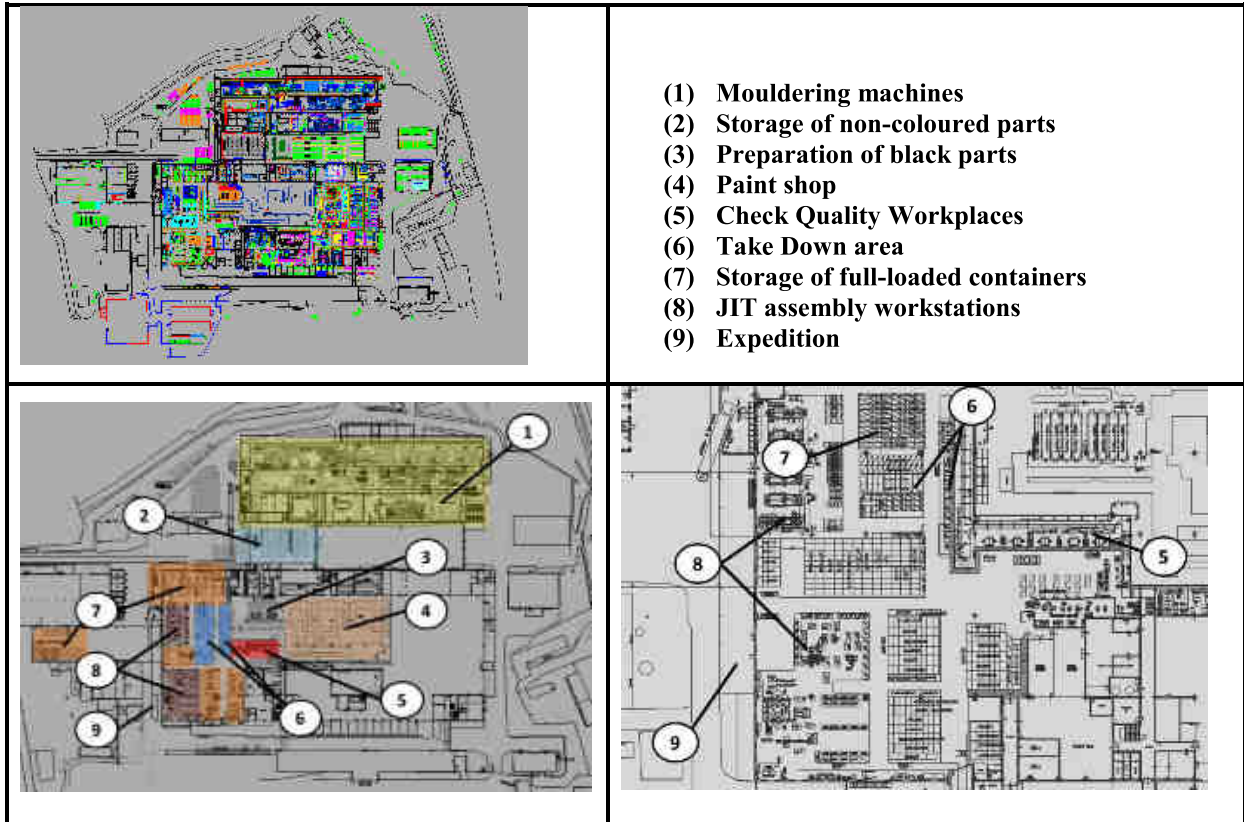 (1) Mouldering machines
(2) Storage of non-coloured parts
(3) Preparation of black parts
(4) Paint shop
(5) Check Quality Workplaces
(6) Take Down area
(7) Storage of full-loaded containers
(8) JIT assembly workstations
(9) Expedition
1
2
3
4
5
6
7
8
9
6
7
8
5
9